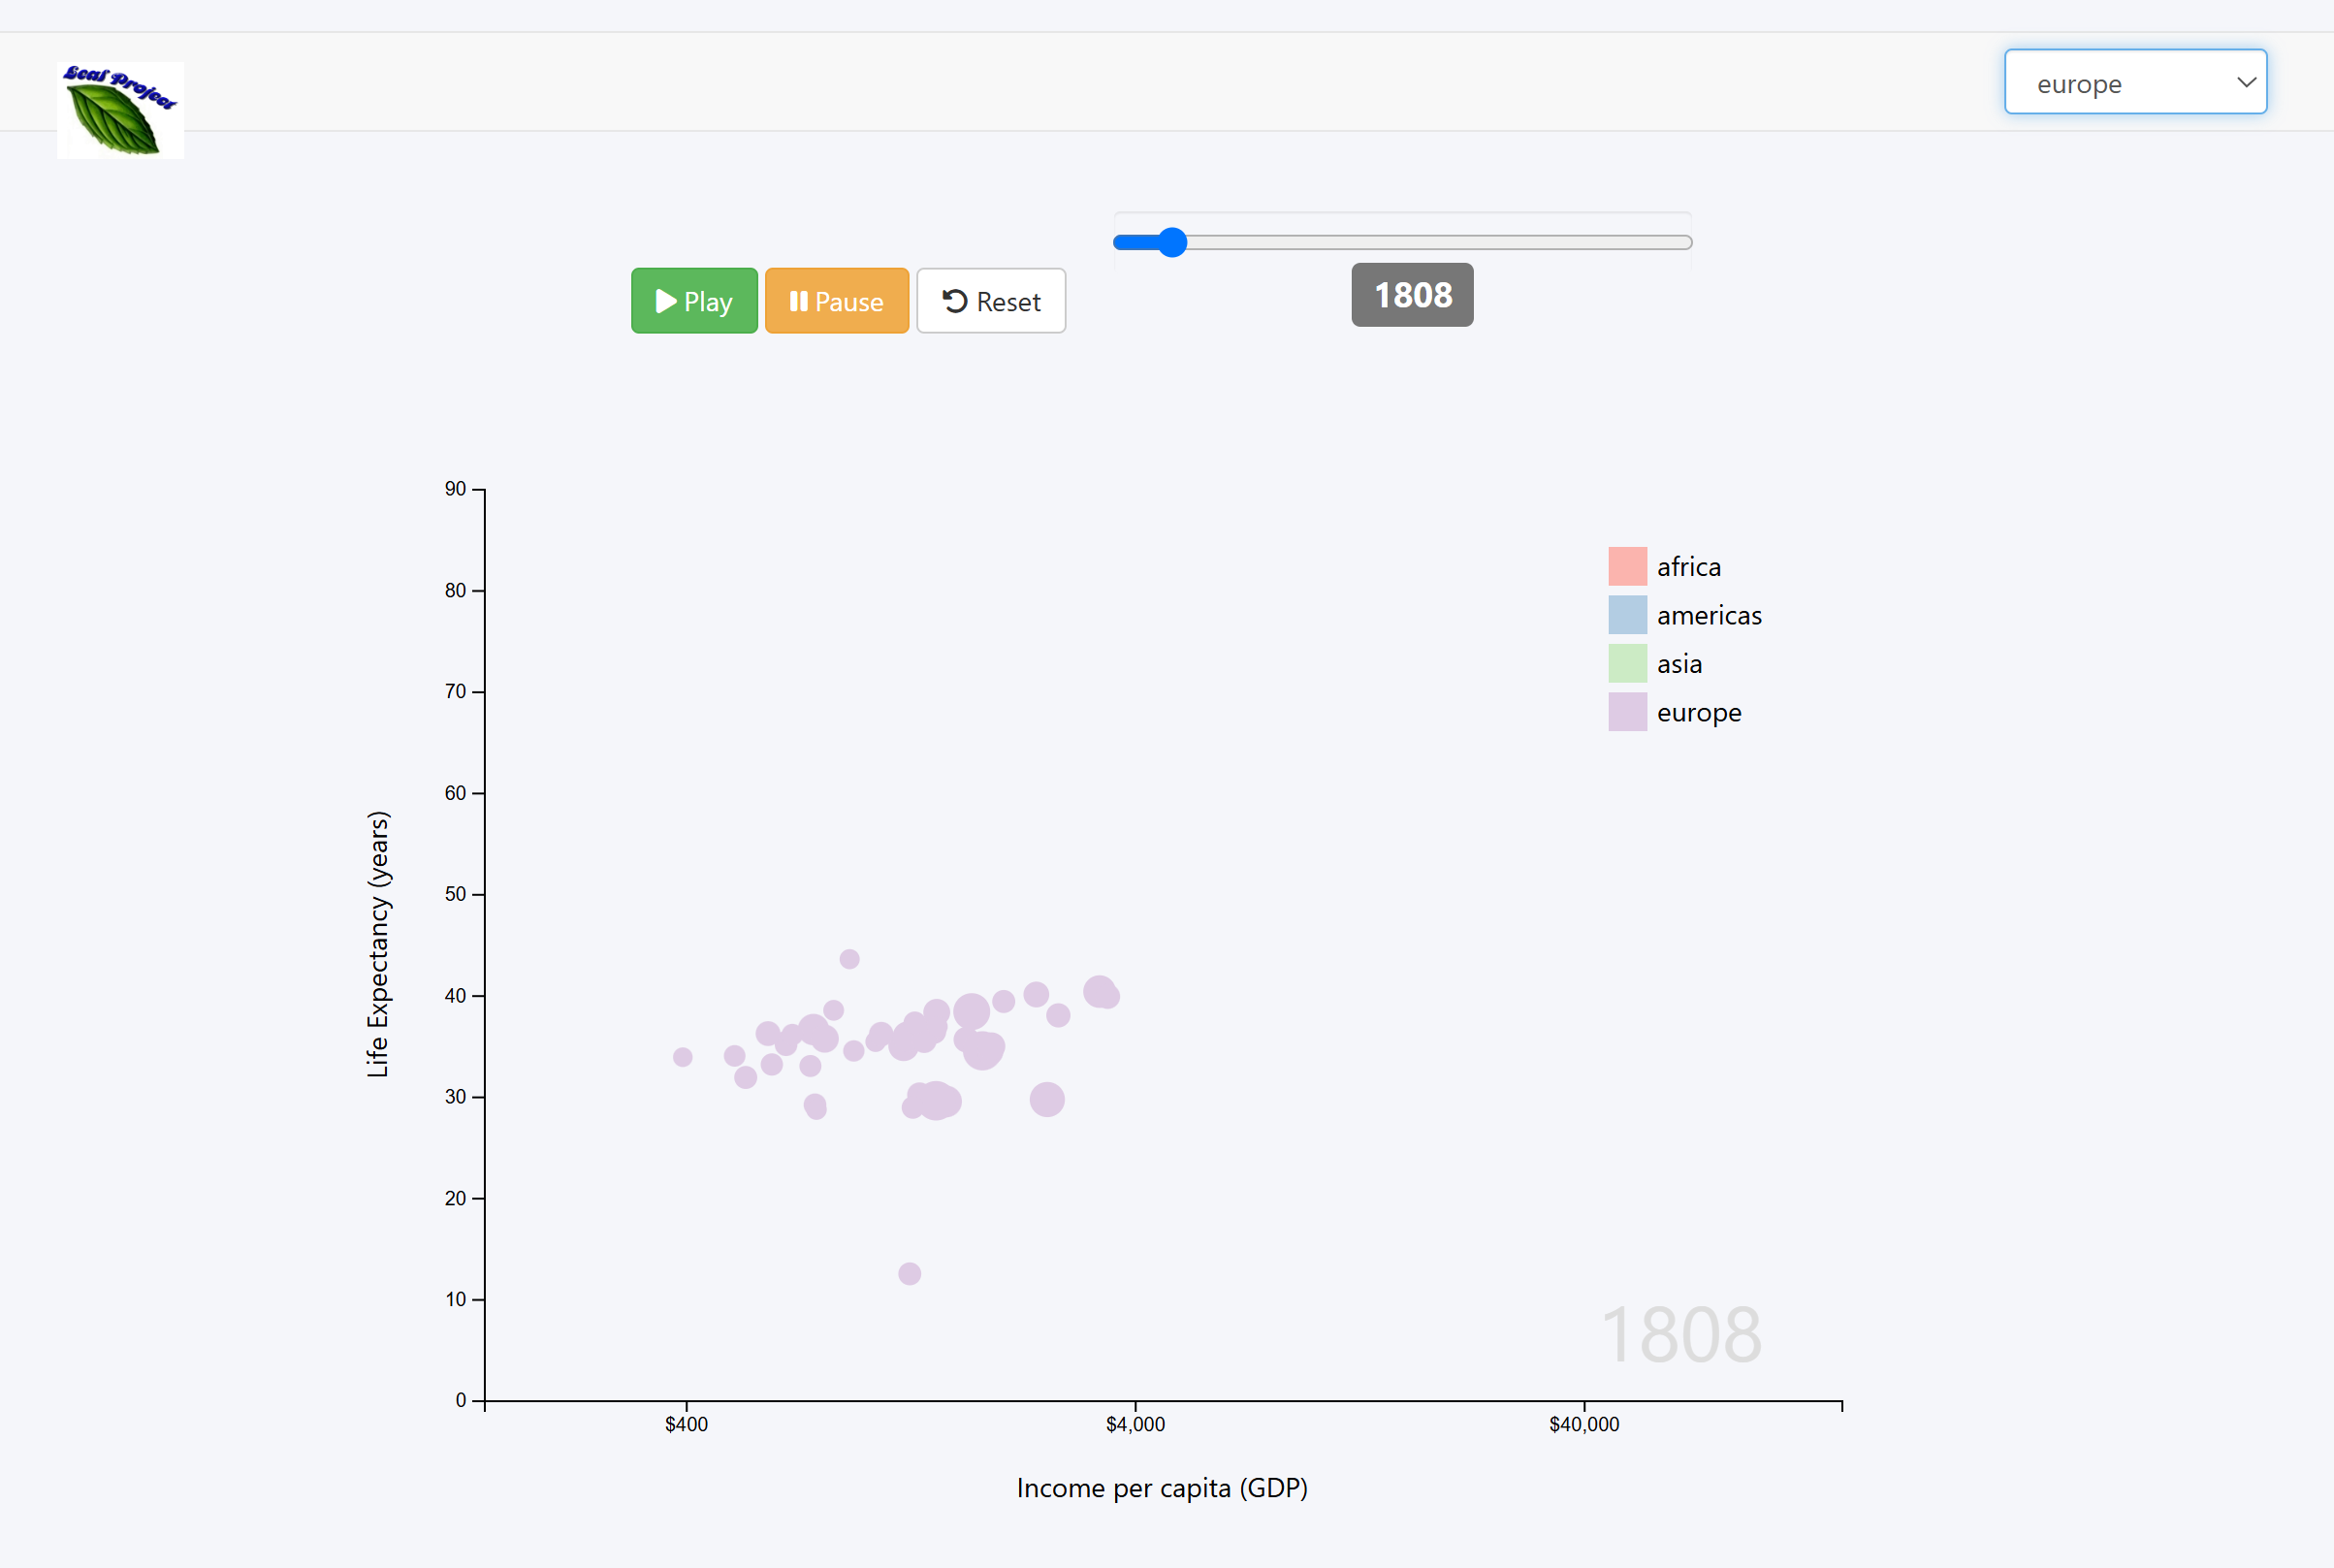 Leaf Project
europe
Play
Pause
Reset
1808
90
80
70
60
50
40
30
20
10
0
Life Expectancy (years)
africa
americas
asia
europe
1808
$400
$4,000
$40,000
Income per capita (GDP)